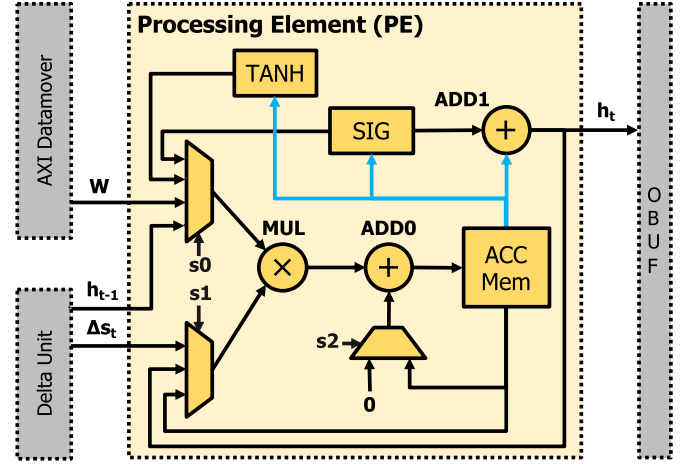 Processing Element (PE)
AXI Datamover
TANH
ADD1
SIG
+
h_t
W
O
B
U
F
MUL
ADD0
s0
×
+
ACC
Mem
s1
h_{t-1}
Δs_t
s2
0
Delta Unit